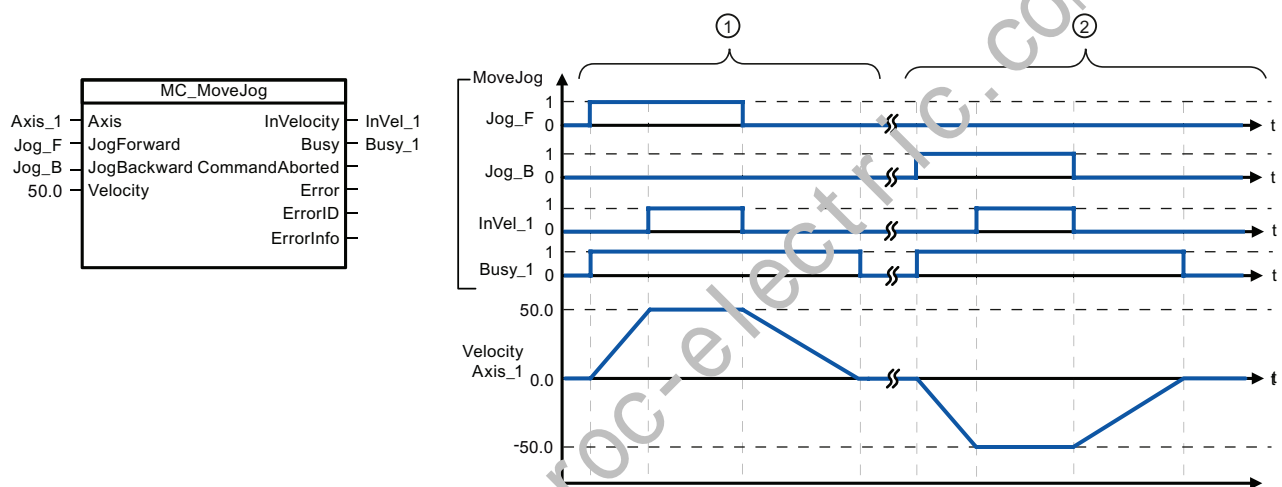 MC_MoveJog
Axis_1 Axis InVelocity InVel_1
Jog_F JogForward Busy Busy_1
Jog_B JogBackward CommandAborted
50.0 Velocity Error
ErrorID
ErrorInfo
1 2
MoveJog
1
Jog_F 0 t
1
Jog_B 0 t
1
InVel_1 0 t
1
Busy_1 0 t
50.0
Velocity
Axis_1
0.0 t
-50.0
roc-electric.co